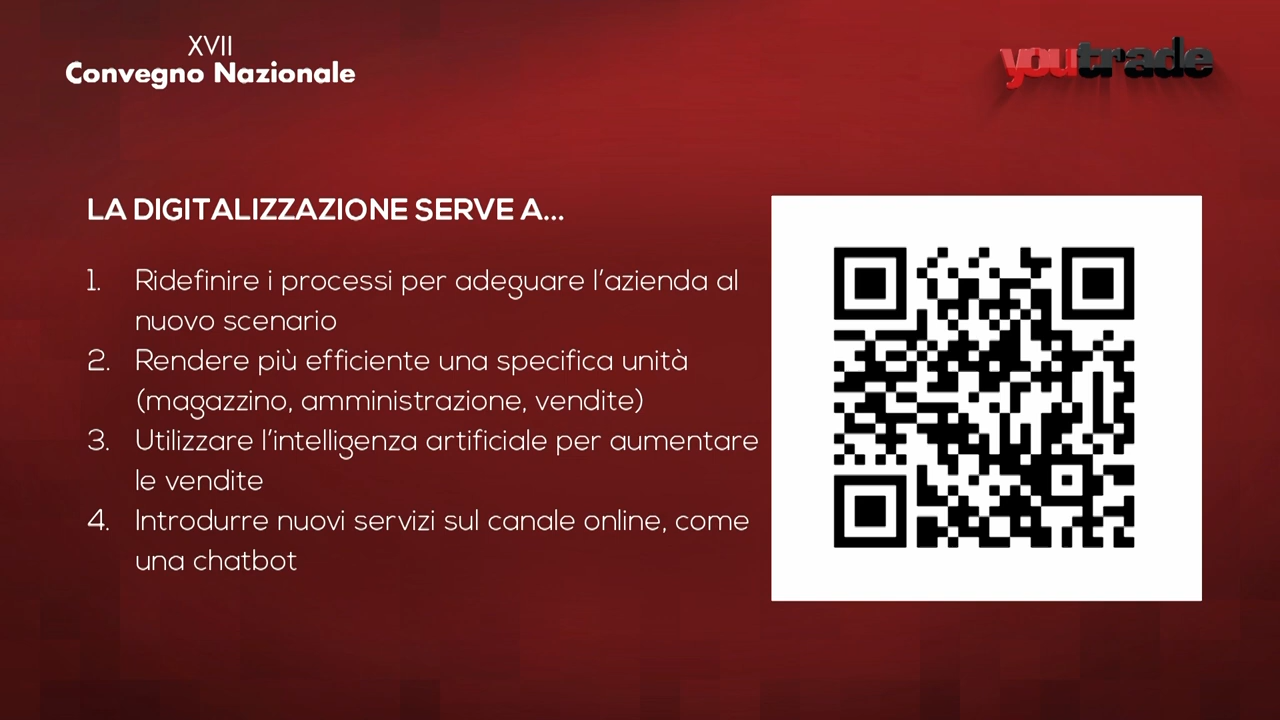 XVII
Convegno Nazionale
youtrade
LA DIGITALIZZAZIONE SERVE A...
1. Ridefinire i processi per adeguare l'azienda al
nuovo scenario
2. Rendere più efficiente una specifica unità
(magazzino, amministrazione, vendite)
3. Utilizzare l'intelligenza artificiale per aumentare
le vendite
4. Introdurre nuovi servizi sul canale online, come
una chatbot